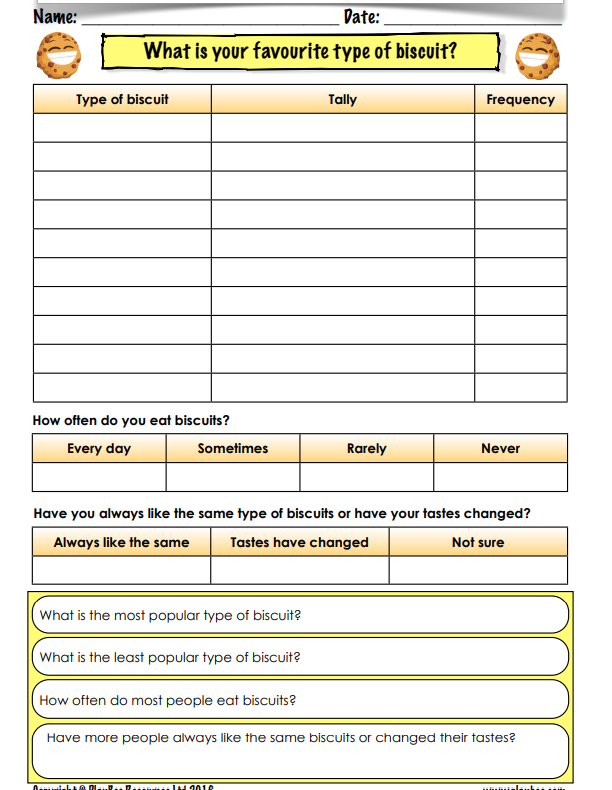 Name: ______________________ Date: ________________
What is your favourite type of biscuit?
Type of biscuit Tally Frequency
How often do you eat biscuits?
Every day Sometimes Rarely Never
Have you always like the same type of biscuits or have your tastes changed?
Always like the same Tastes have changed Not sure
What is the most popular type of biscuit?
What is the least popular type of biscuit?
How often do most people eat biscuits?
Have more people always like the same biscuits or changed their tastes?